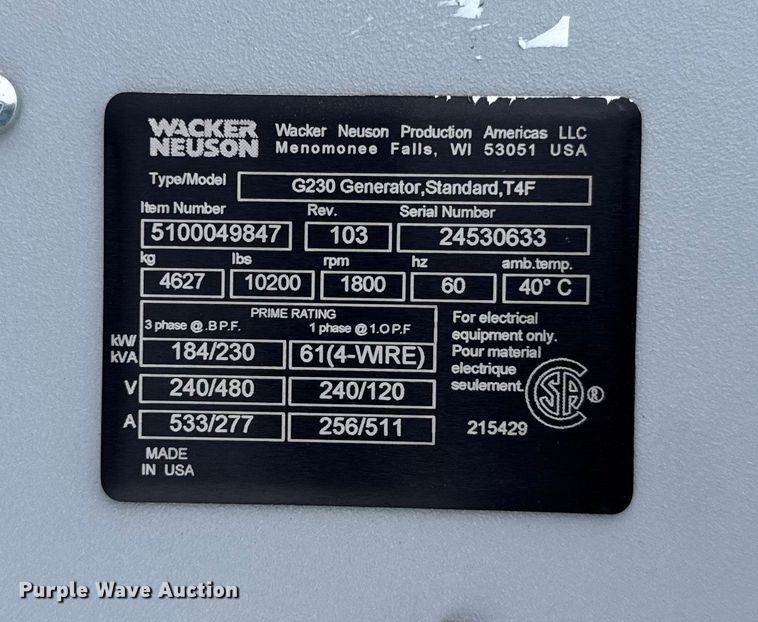 WACKER
NEUSON
Wacker Neuson Production Americas LLC
Menomonee Falls, WI 53051 USA
Type/Model G230 Generator,Standard,T4F
Item Number Rev. Serial Number
5100049847 103 24530633
kg lbs rpm hz amb.temp.
4627 10200 1800 60 40° C
PRIME RATING
3 phase @ .8 P.F. 1 phase @ 1.0 P.F
kW/
kVA 184/230 61(4-WIRE)
V 240/480 240/120
A 533/277 256/511
For electrical
equipment only.
Pour material
electrique
seulement.
SA ®
215429
MADE
IN USA
Purple Wave Auction